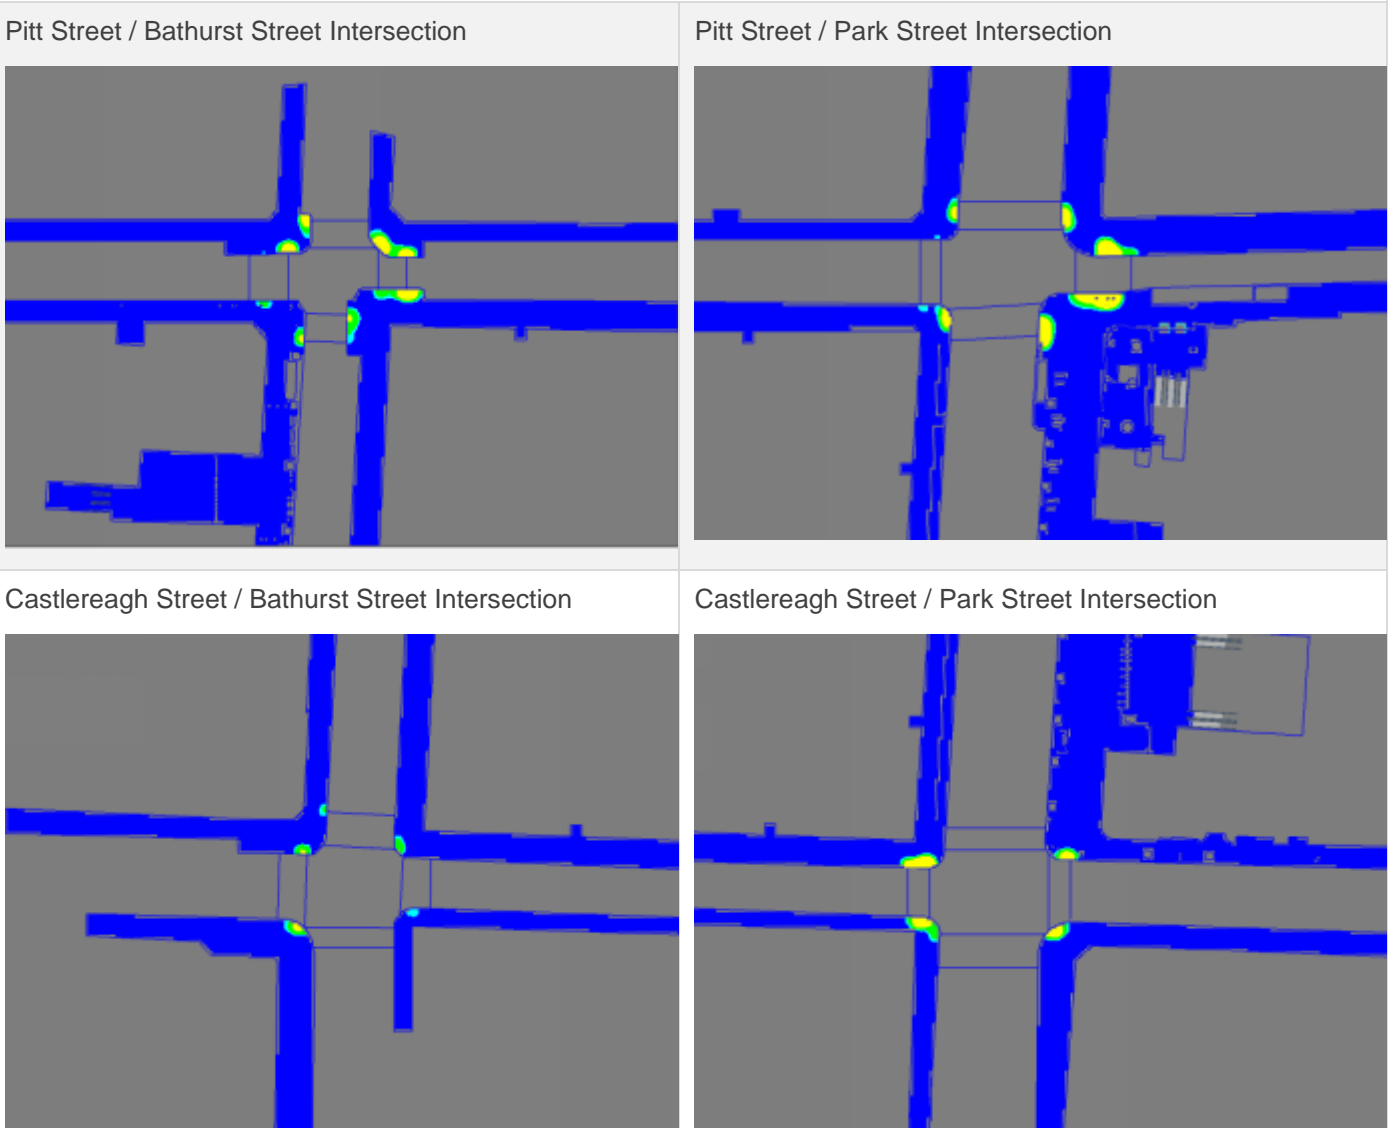 Pitt Street / Bathurst Street Intersection
Pitt Street / Park Street Intersection
Castlereagh Street / Bathurst Street Intersection
Castlereagh Street / Park Street Intersection